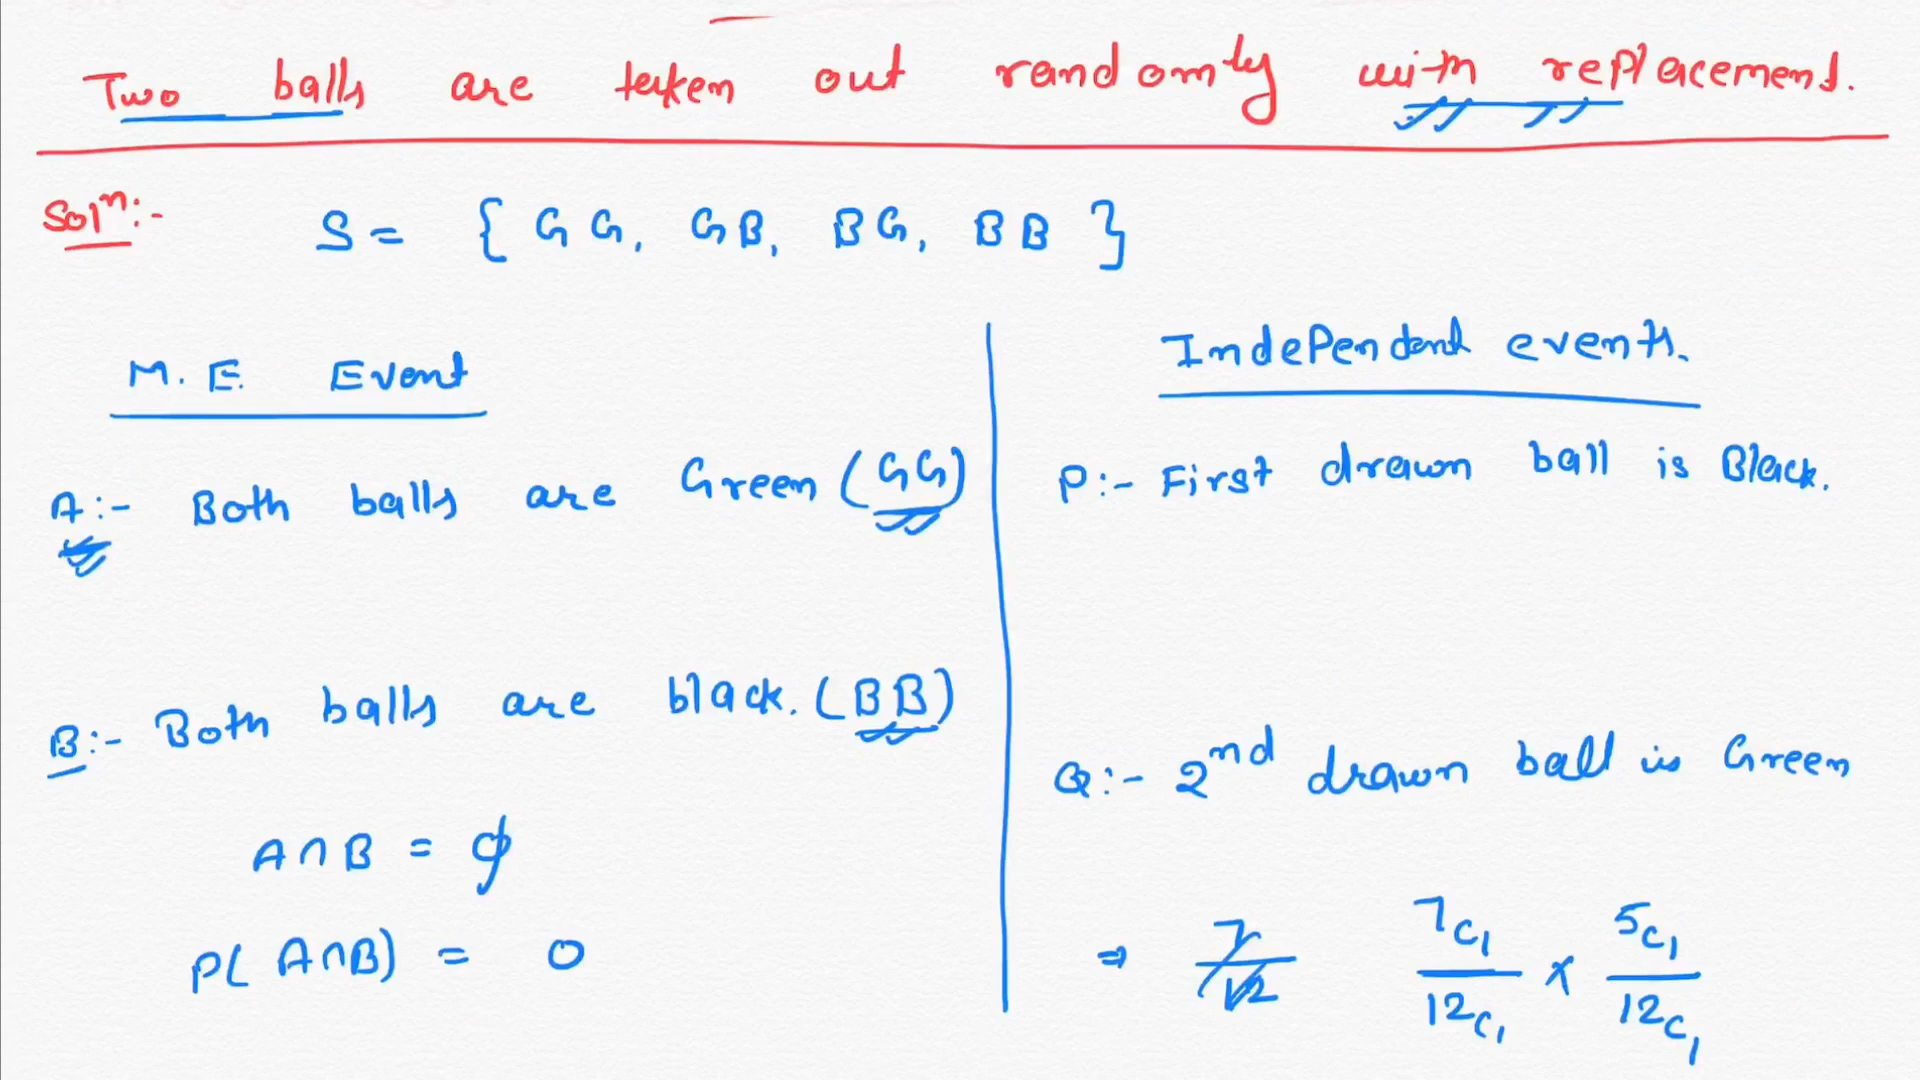 Two balls are taken out randomly with replacement.
Solⁿ:-
S = { GG, GB, BG, BB }
M. E. Event
A:- Both balls are Green (GG)
B:- Both balls are black. (BB)
A∩B = ϕ
P( A∩B) = 0
Independent events.
P:- First drawn ball is Black.
Q:- 2nd drawn ball is Green
⇒ 7/12 7C1/12C1 × 5C1/12C1